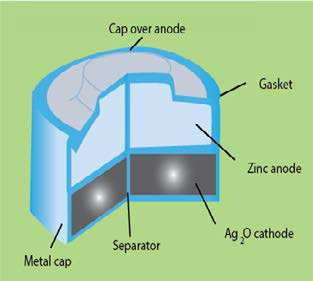 Cap over anode
Gasket
Zinc anode
Ag₂O cathode
Separator
Metal cap